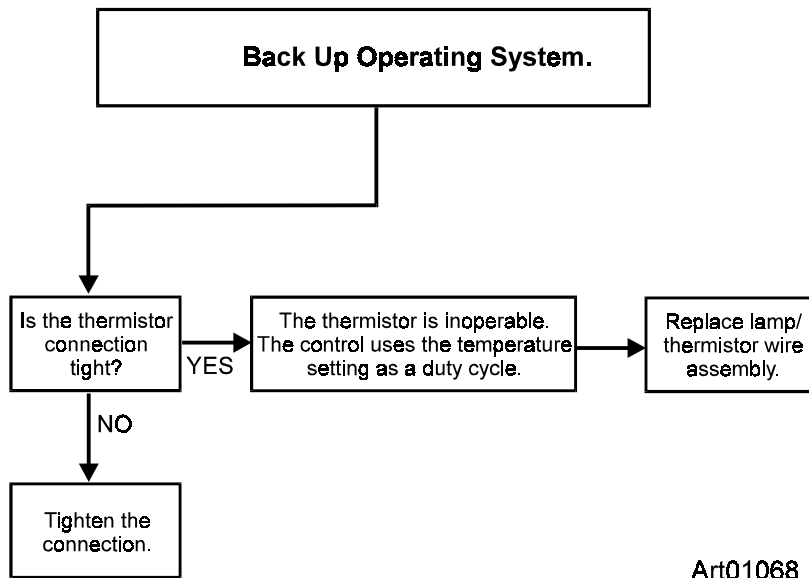 Back Up Operating System.
Is the thermistor
connection
tight?
YES
The thermistor is inoperable.
The control uses the temperature
setting as a duty cycle.
Replace lamp/
thermistor wire
assembly.
NO
Tighten the
connection.
Art01068